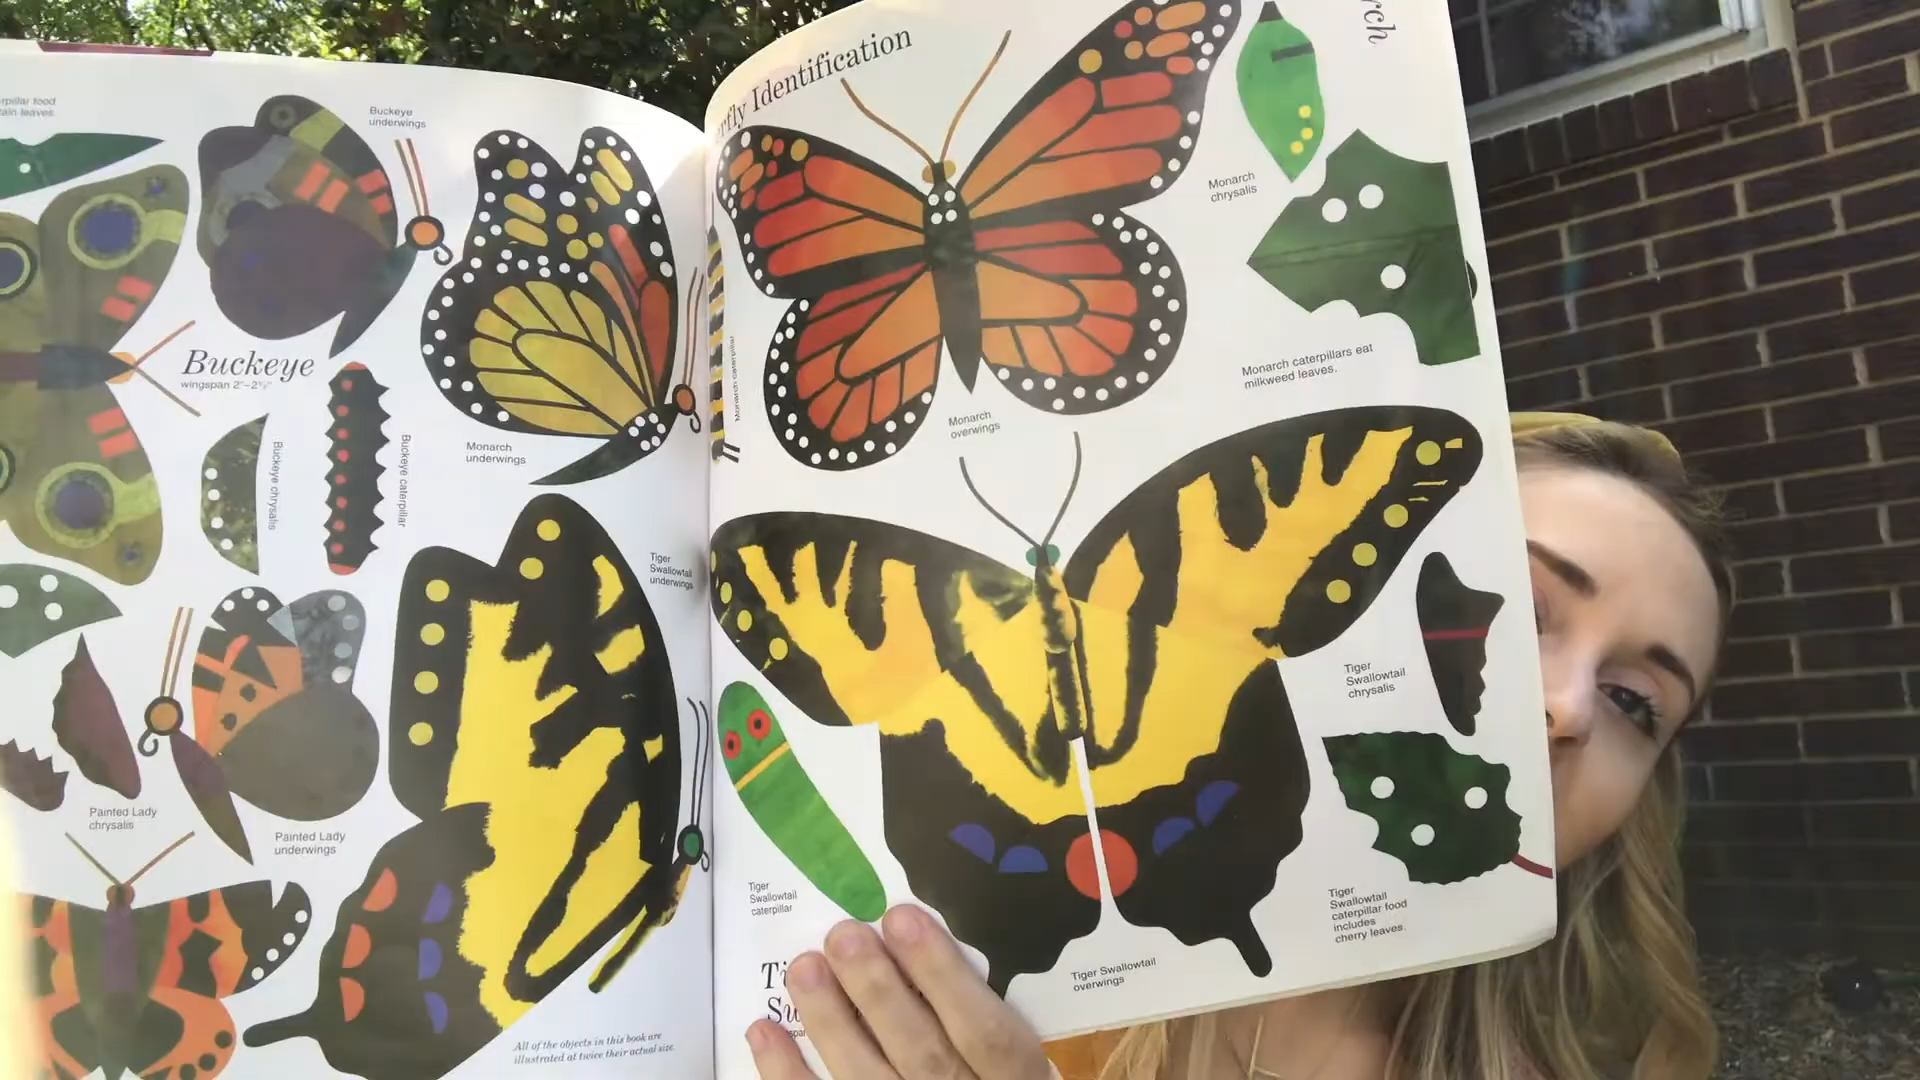 rpillar food
tain leaves.
Buckeye
underwings
Buckeye
wingspan 2"–2½"
Buckeye chrysalis
Buckeye caterpillar
Monarch
underwings
Tiger
Swallowtail
underwings
Painted Lady
chrysalis
Painted Lady
underwings
All of the objects in this book are
illustrated at twice their actual size.
rfly Identification
rch
Monarch caterpillar
Monarch
chrysalis
Monarch caterpillars eat
milkweed leaves.
Monarch
overwings
Tiger
Swallowtail
chrysalis
Tiger
Swallowtail
caterpillar
Tiger
Swallowtail
caterpillar food
includes
cherry leaves.
Tiger Swallowtail
overwings